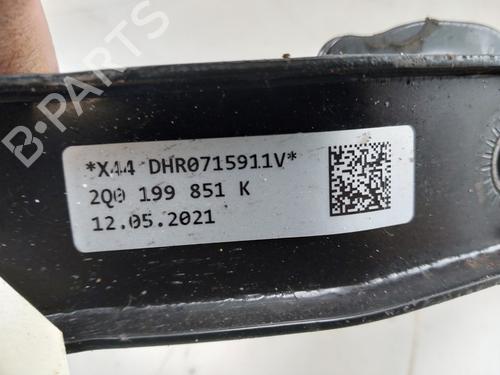 *X44 DHR0715911V*
2Q0 199 851 K
12.05.2021
B-PARTS